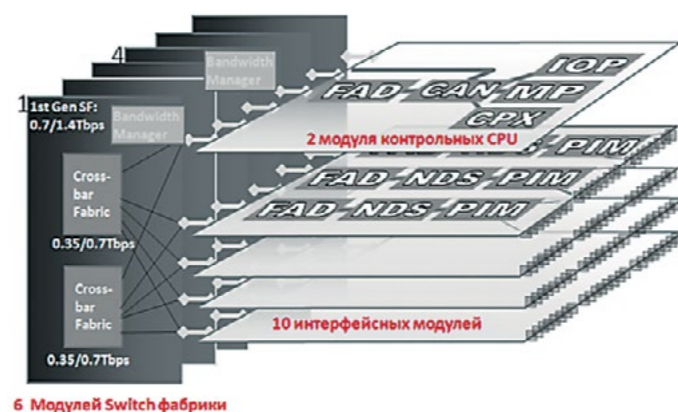 4
Bandwidth
Manager
1
1st Gen SF:
0.7/1.4Tbps
Bandwidth
Manager
IOP
FAD CAN MP
CPX
2 модуля контрольных CPU
FAD NDS PIM
Cross-
bar
Fabric
FAD NDS PIM
FAD NDS PIM
0.35/0.7Tbps
Cross-
bar
Fabric
10 интерфейсных модулей
0.35/0.7Tbps
6 Модулей Switch фабрики